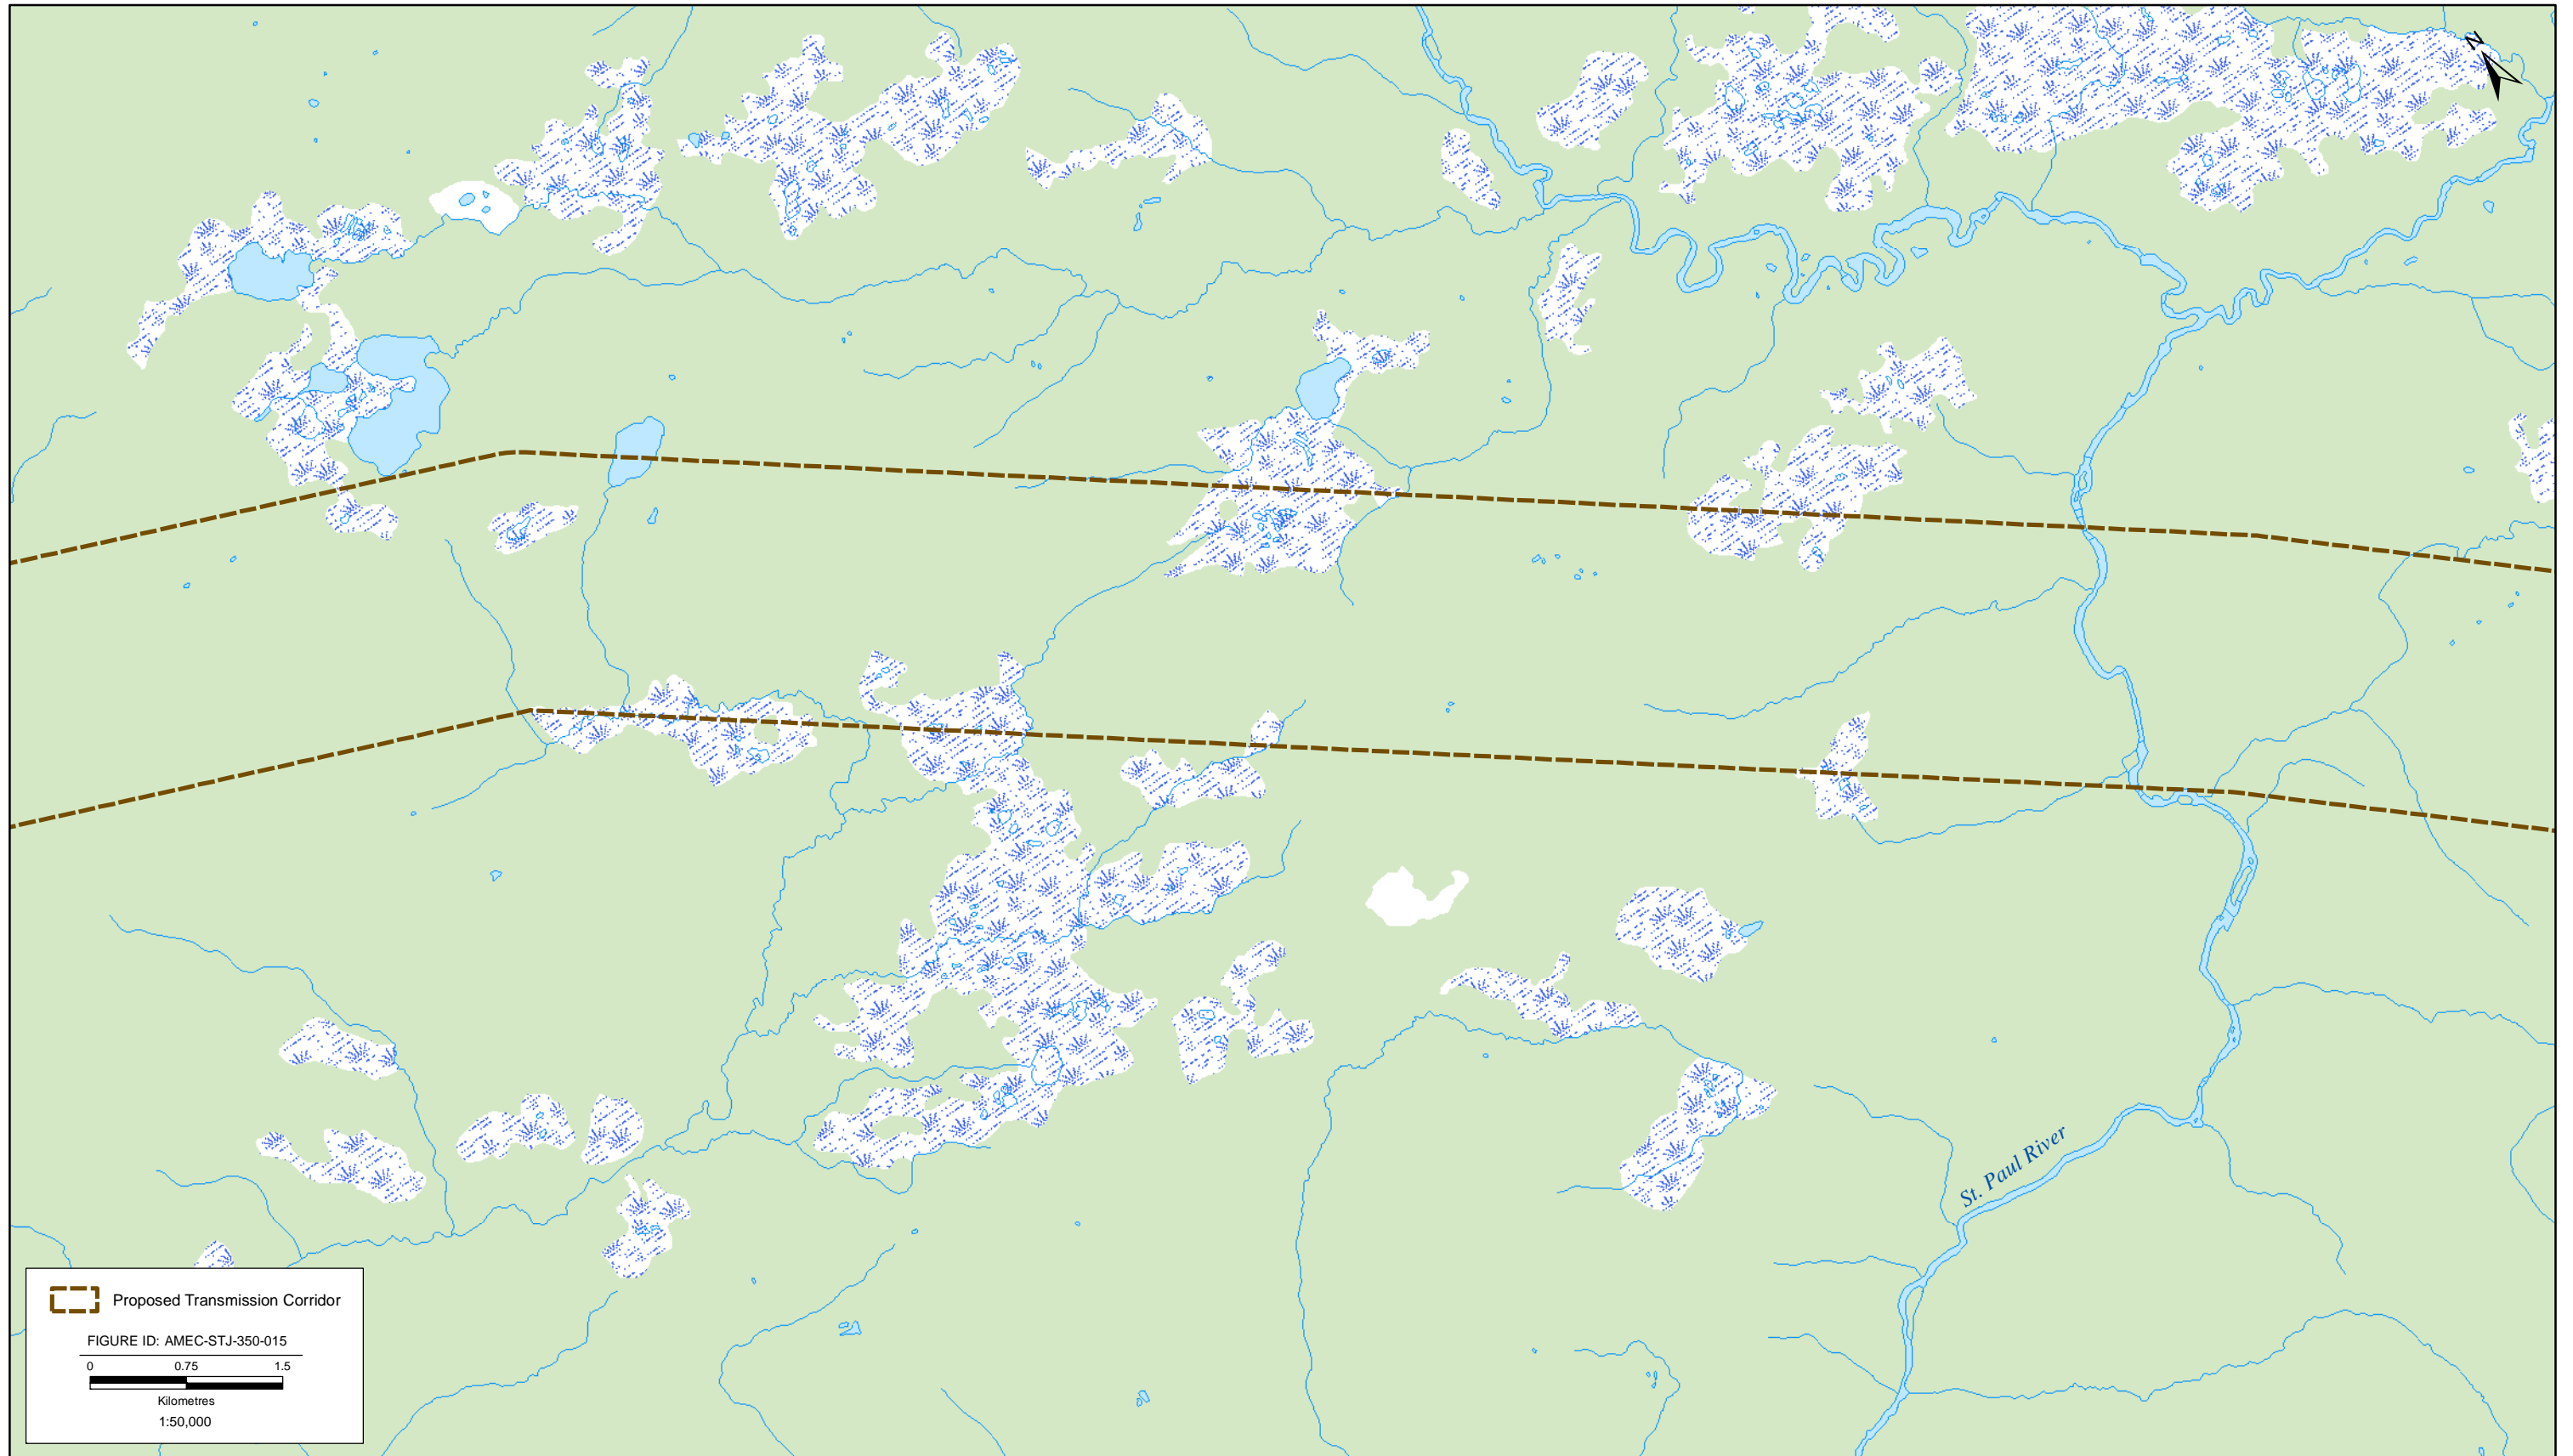 N
St. Paul River
Proposed Transmission Corridor
FIGURE ID: AMEC-STJ-350-015
0 0.75 1.5
Kilometres
1:50,000